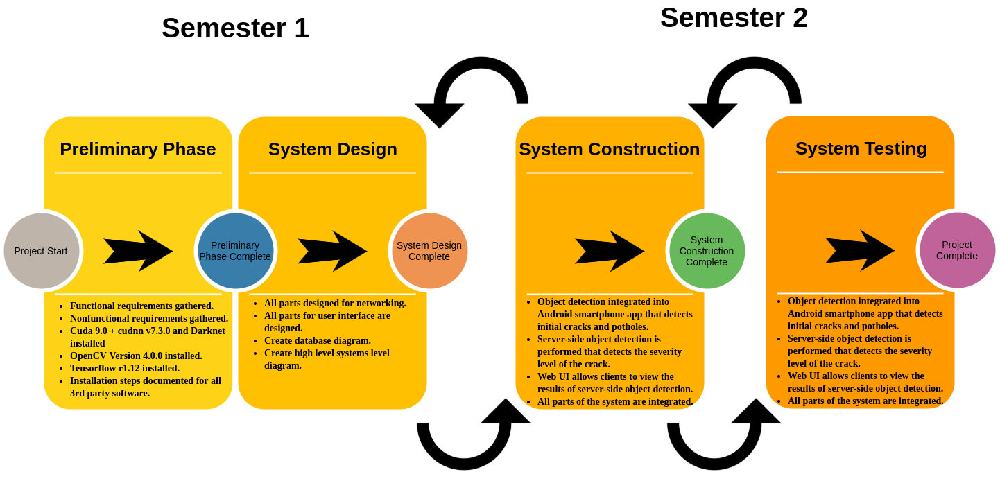 Semester 1
Semester 2
Preliminary Phase
Project Start
Preliminary
Phase Complete
• Functional requirements gathered.
• Nonfunctional requirements gathered.
• Cuda 9.0 + cudnn v7.3.0 and Darknet
installed
• OpenCV Version 4.0.0 installed.
• Tensorflow r1.12 installed.
• Installation steps documented for all
3rd party software.
System Design
System Design
Complete
• All parts designed for networking.
• All parts for user interface are
designed.
• Create database diagram.
• Create high level systems level
diagram.
System Construction
System
Construction
Complete
• Object detection integrated into
Android smartphone app that detects
initial cracks and potholes.
• Server-side object detection is
performed that detects the severity
level of the crack.
• Web UI allows clients to view the
results of server-side object detection.
• All parts of the system are integrated.
System Testing
Project
Complete
• Object detection integrated into
Android smartphone app that detects
initial cracks and potholes.
• Server-side object detection is
performed that detects the severity
level of the crack.
• Web UI allows clients to view the
results of server-side object detection.
• All parts of the system are integrated.